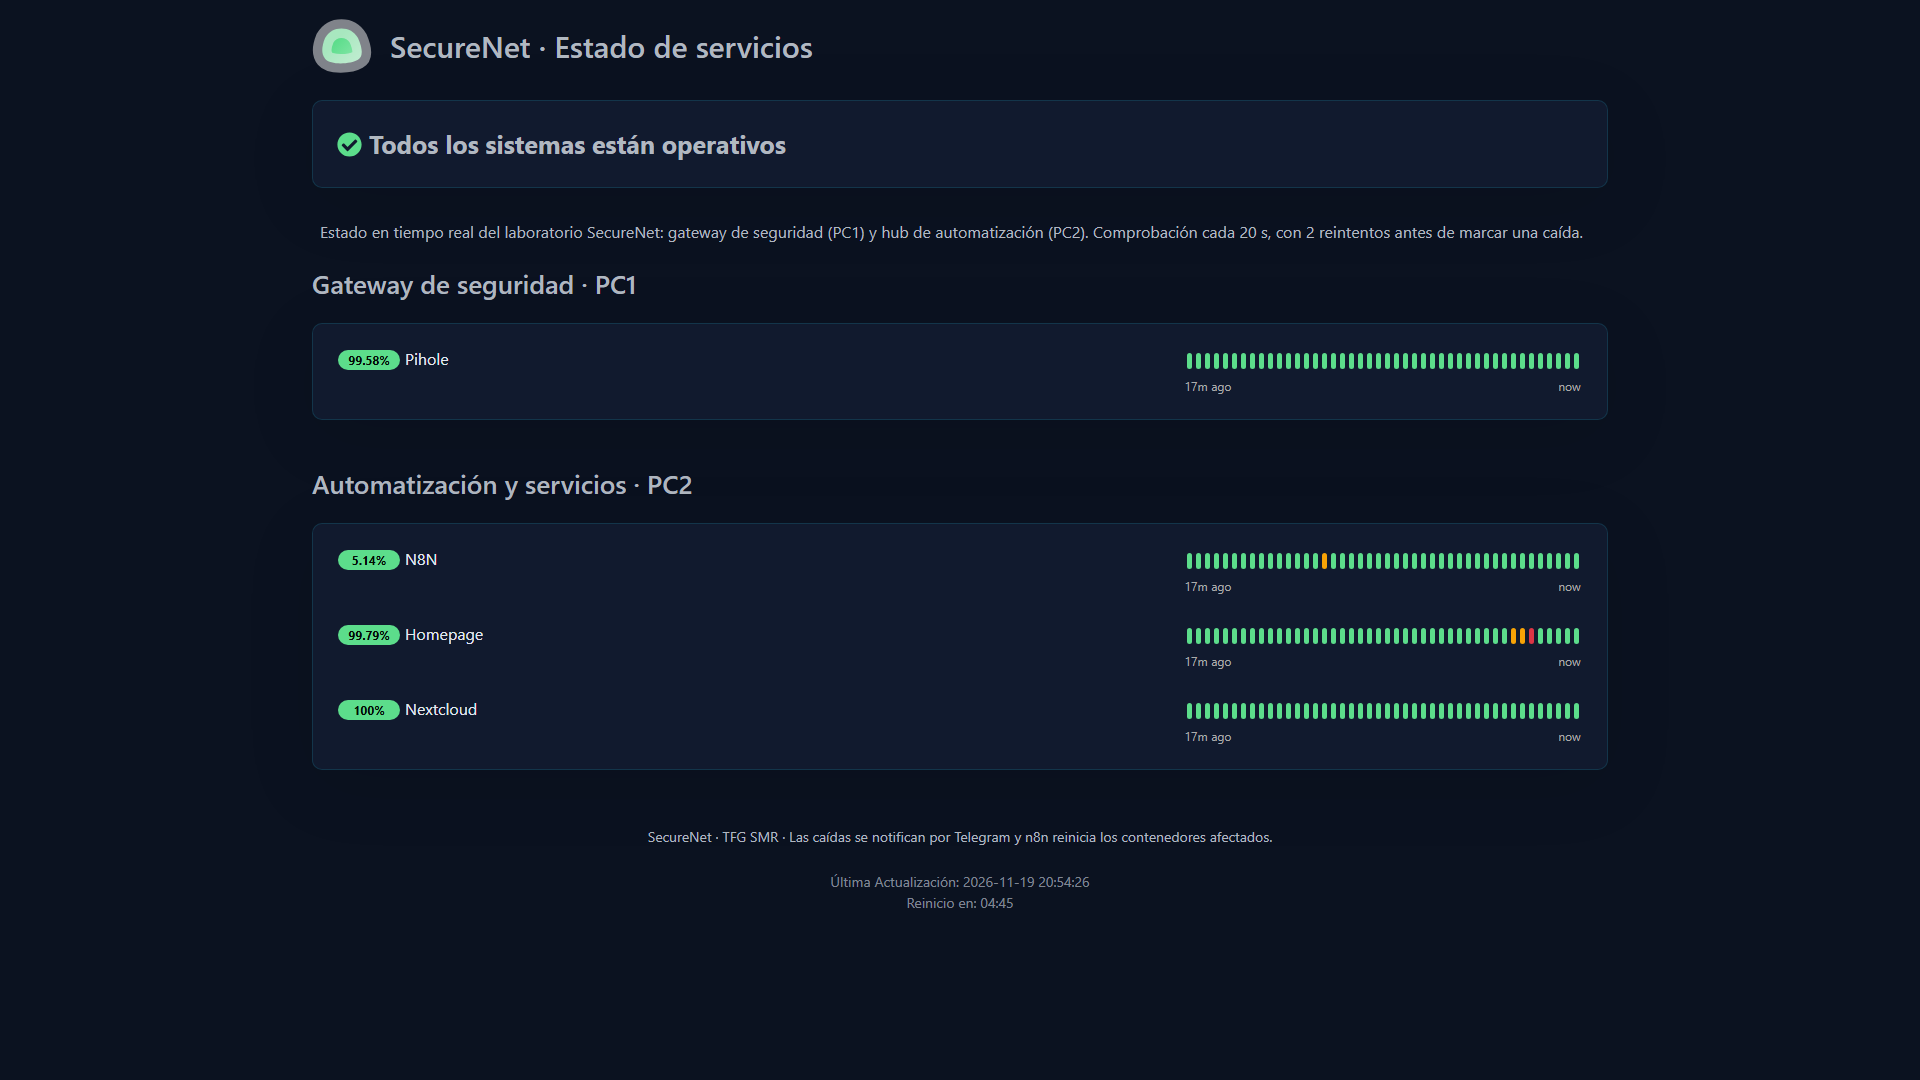 SecureNet · Estado de servicios
Todos los sistemas están operativos
Estado en tiempo real del laboratorio SecureNet: gateway de seguridad (PC1) y hub de automatización (PC2). Comprobación cada 20 s, con 2 reintentos antes de marcar una caída.
Gateway de seguridad · PC1
99.58% Pihole
17m ago now
Automatización y servicios · PC2
5.14% N8N
17m ago now
99.79% Homepage
17m ago now
100% Nextcloud
17m ago now
SecureNet · TFG SMR · Las caídas se notifican por Telegram y n8n reinicia los contenedores afectados.
Última Actualización: 2026-11-19 20:54:26
Reinicio en: 04:45